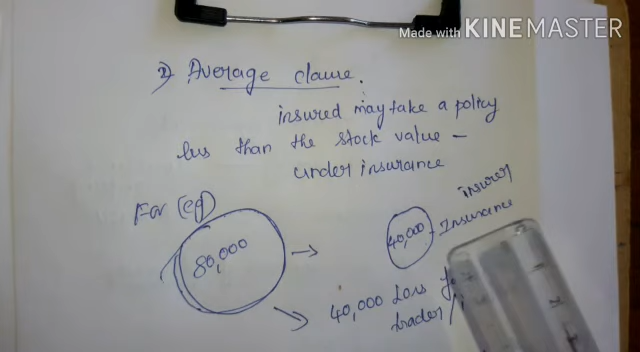 Made with KINEMASTER
2) Average clause.
insured may take a policy
less than the stock value -
under insurance
For (eg)
80,000 → 40,000 - Insurance
insurer
40,000 Loss
trader /